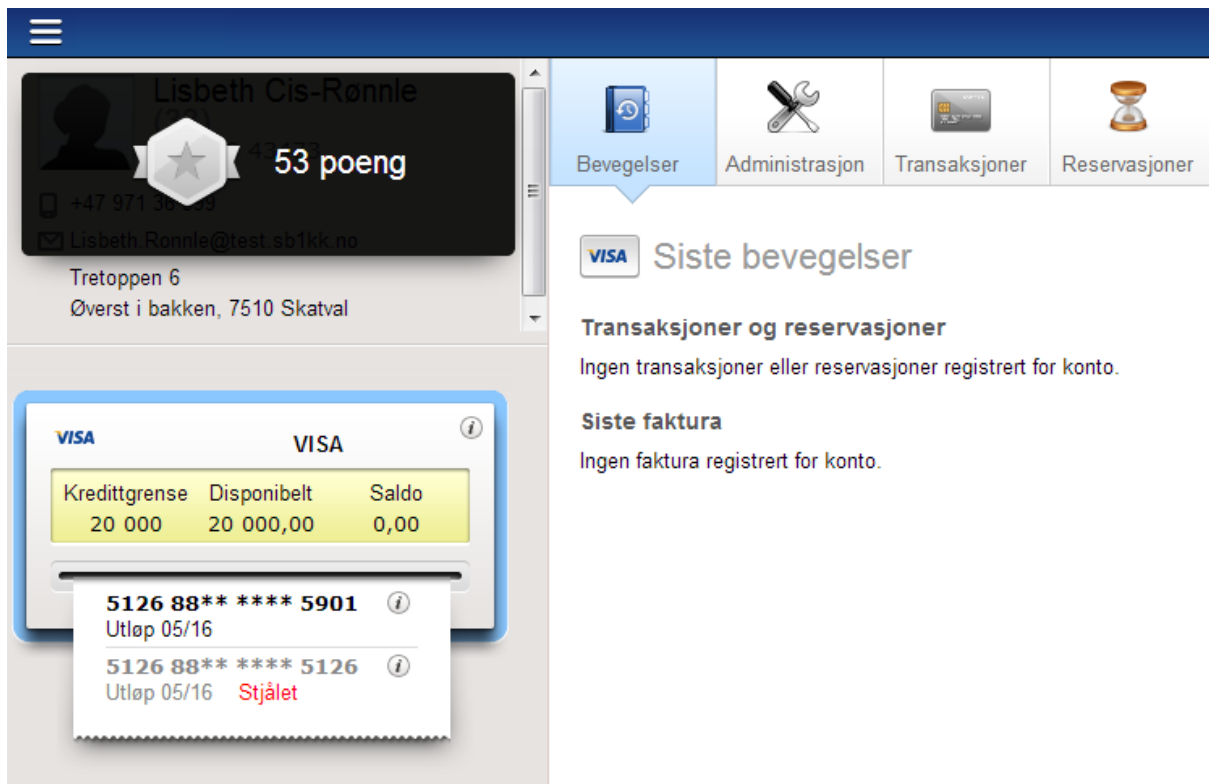 Lisbeth Cis-Rønnle
53 poeng
+47 971 36
Lisbeth.Ronnle@test.sb1kk.no
Tretoppen 6
Øverst i bakken, 7510 Skatval
VISA
VISA
Kredittgrense Disponibelt Saldo
20 000 20 000,00 0,00
5126 88** **** 5901
Utløp 05/16
5126 88** **** 5126
Utløp 05/16 Stjålet
Bevegelser Administrasjon Transaksjoner Reservasjoner
VISA Siste bevegelser
Transaksjoner og reservasjoner
Ingen transaksjoner eller reservasjoner registrert for konto.
Siste faktura
Ingen faktura registrert for konto.